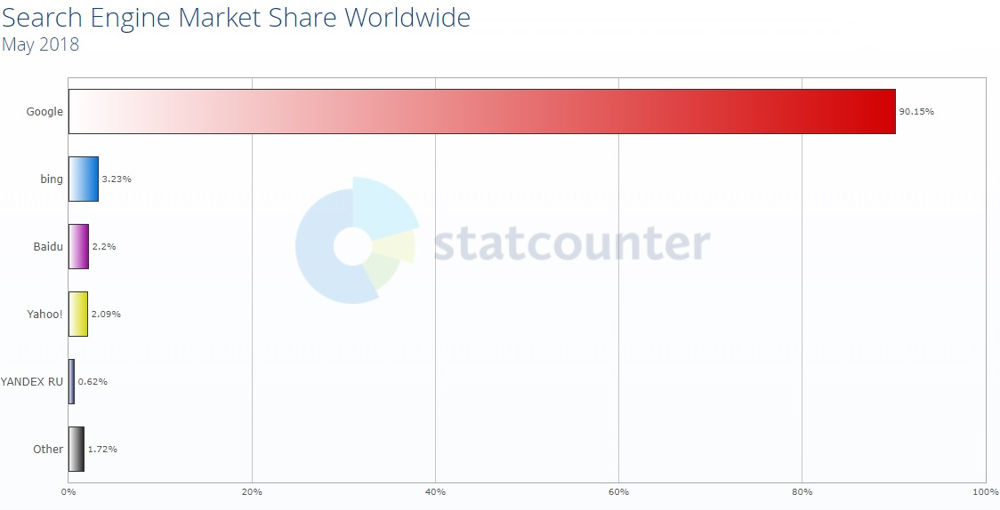 Search Engine Market Share Worldwide
May 2018
Google
90.15%
bing
3.23%
statcounter
Baidu
2.2%
Yahoo!
2.09%
YANDEX RU
0.62%
Other
1.72%
0% 20% 40% 60% 80% 100%